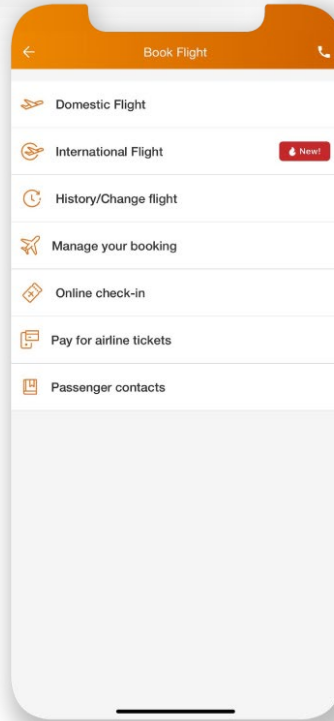 Book Flight
Domestic Flight
International Flight
New!
History/Change flight
Manage your booking
Online check-in
Pay for airline tickets
Passenger contacts